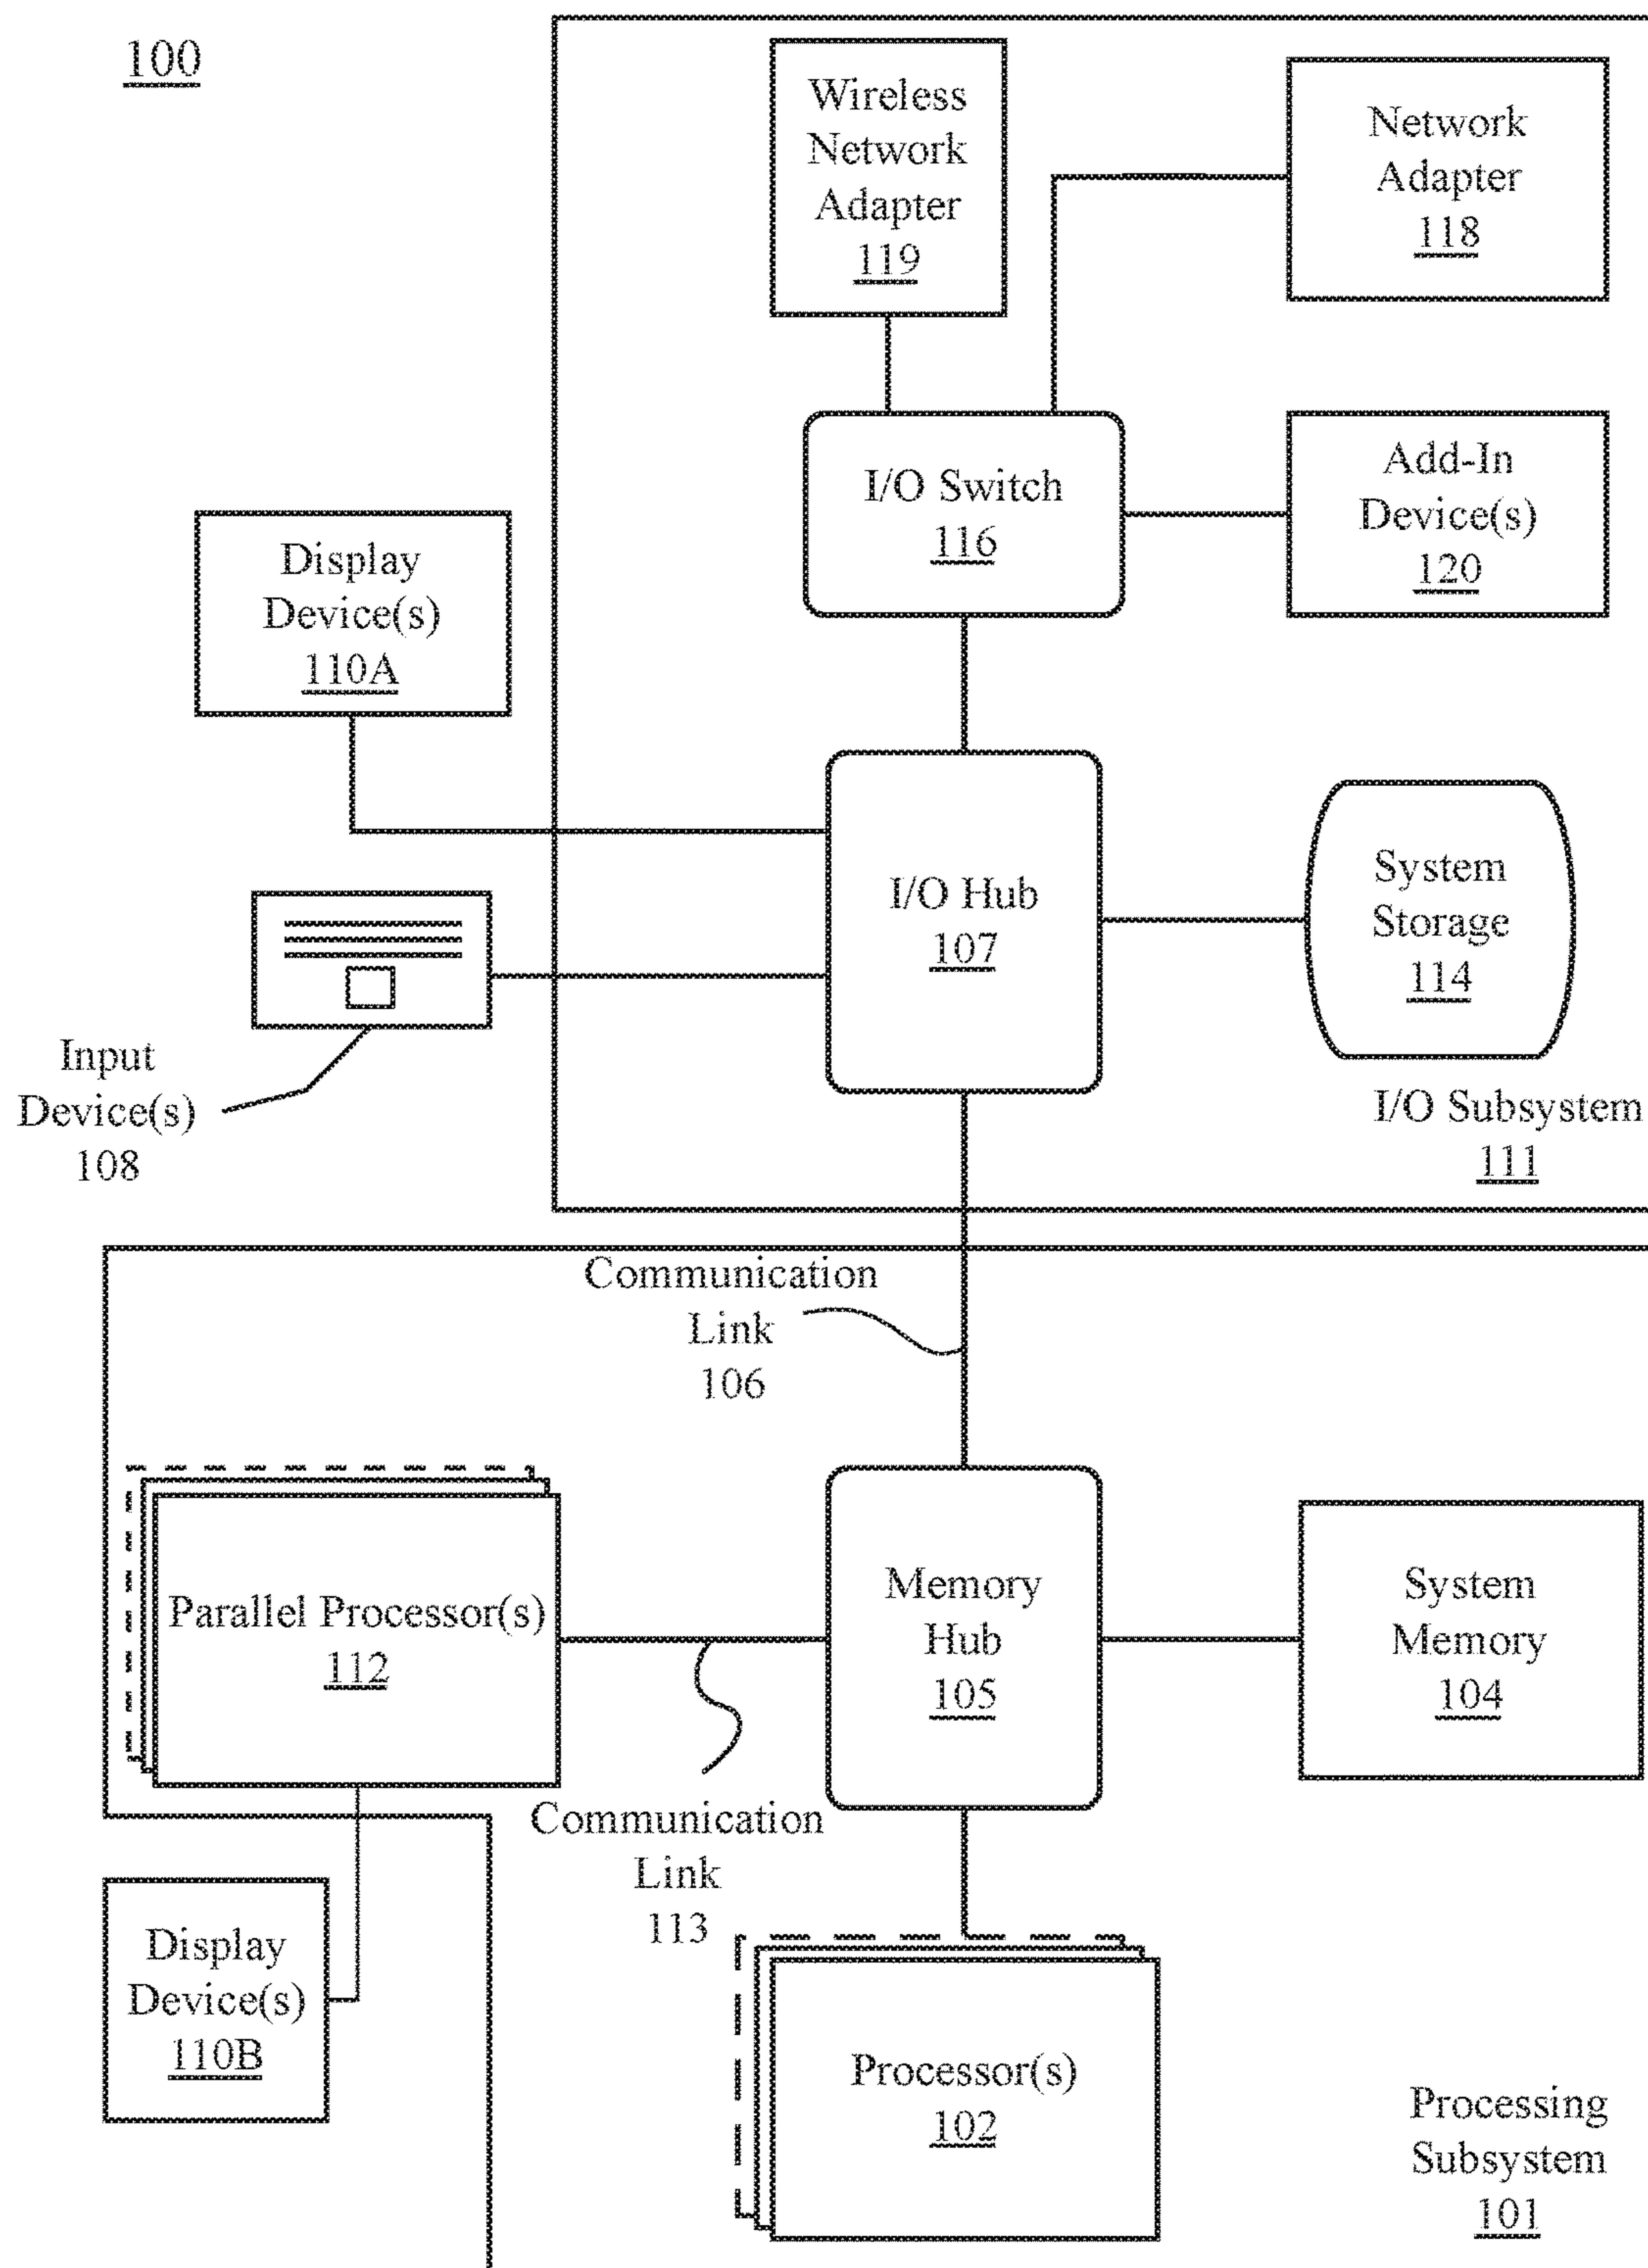 100
Wireless
Network
Adapter
119
Network
Adapter
118
I/O Switch
116
Add-In
Device(s)
120
Display
Device(s)
110A
I/O Hub
107
System
Storage
114
Input
Device(s)
108
I/O Subsystem
111
Communication
Link
106
Parallel Processor(s)
112
Memory
Hub
105
System
Memory
104
Communication
Link
113
Display
Device(s)
110B
Processor(s)
102
Processing
Subsystem
101